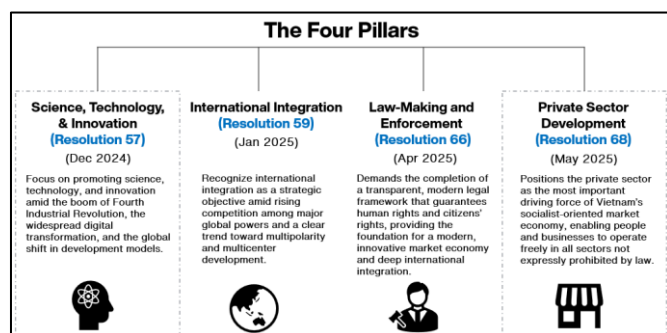 The Four Pillars
Science, Technology,
& Innovation
(Resolution 57)
(Dec 2024)
Focus on promoting science,
technology, and innovation
amid the boom of Fourth
Industrial Revolution, the
widespread digital
transformation, and the global
shift in development models.
International Integration
(Resolution 59)
(Jan 2025)
Recognize international
integration as a strategic
objective amid rising
competition among major
global powers and a clear
trend toward multipolarity
and multicenter
development.
Law-Making and
Enforcement
(Resolution 66)
(Apr 2025)
Demands the completion of
a transparent, modern legal
framework that guarantees
human rights and citizens'
rights, providing the
foundation for a modern,
innovative market economy
and deep international
integration.
Private Sector
Development
(Resolution 68)
(May 2025)
Positions the private sector
as the most important
driving force of Vietnam's
socialist-oriented market
economy, enabling people
and businesses to operate
freely in all sectors not
expressly prohibited by law.